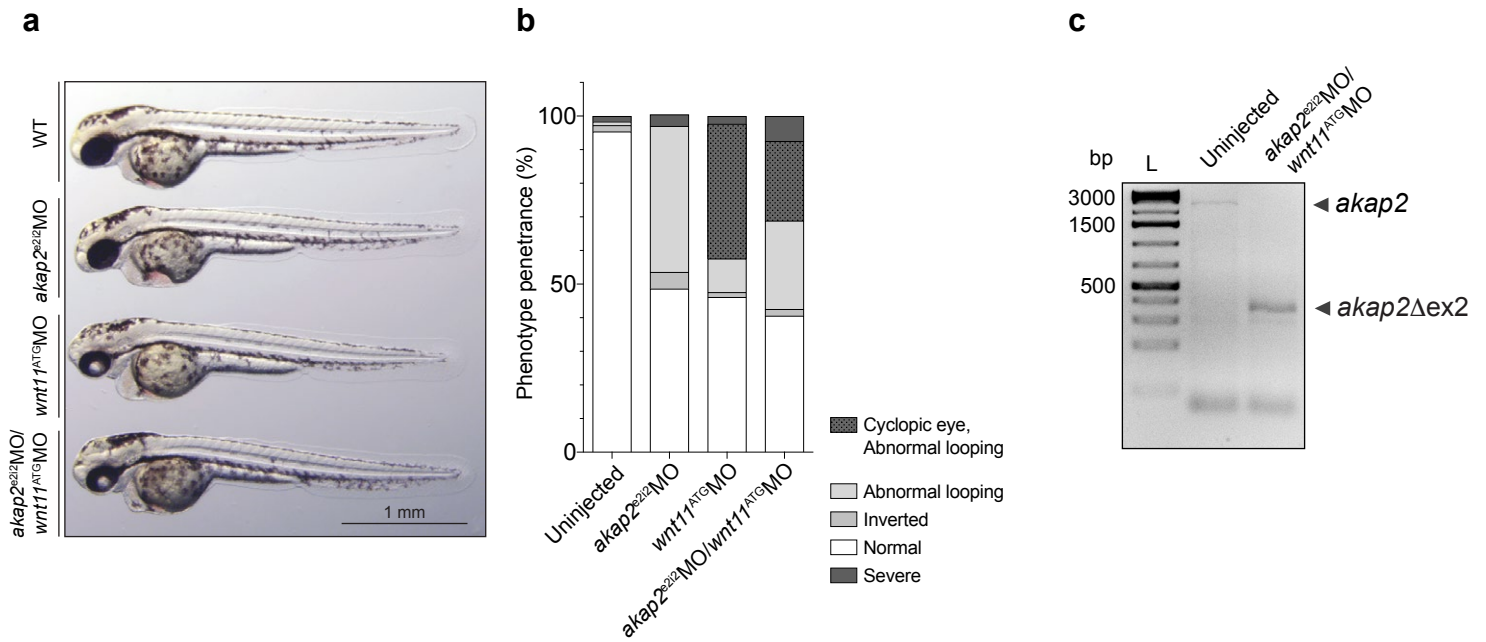 a
WT
akap2e2i2MO
wnt11ATGMO
akap2e2i2MO/
wnt11ATGMO
1 mm
b
Phenotype penetrance (%)
100
50
0
Uninjected
akap2e2i2MO
wnt11ATGMO
akap2e2i2MO/wnt11ATGMO
Cyclopic eye,
Abnormal looping
Abnormal looping
Inverted
Normal
Severe
c
bp
L
Uninjected
akap2e2i2MO/
wnt11ATGMO
3000
1500
500
akap2
akap2Δex2